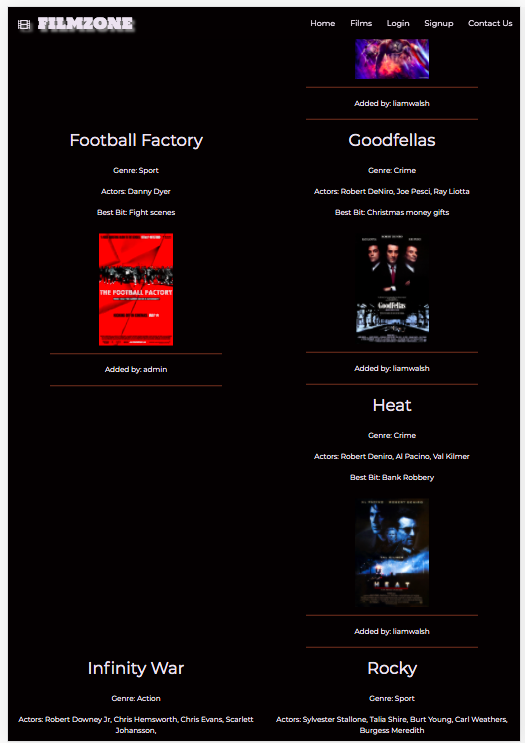 FILMZONE
Home Films Login Signup Contact Us
Added by: liamwalsh
Football Factory
Genre: Sport
Actors: Danny Dyer
Best Bit: Fight scenes
THE FOOTBALL FACTORY
Added by: admin
Goodfellas
Genre: Crime
Actors: Robert DeNiro, Joe Pesci, Ray Liotta
Best Bit: Christmas money gifts
Goodfellas
Added by: liamwalsh
Heat
Genre: Crime
Actors: Robert Deniro, Al Pacino, Val Kilmer
Best Bit: Bank Robbery
AL PACINO ROBERT DENIRO
VAL KILMER
HEAT
Added by: liamwalsh
Infinity War
Genre: Action
Actors: Robert Downey Jr, Chris Hemsworth, Chris Evans, Scarlett
Johansson,
Rocky
Genre: Sport
Actors: Sylvester Stallone, Talia Shire, Burt Young, Carl Weathers,
Burgess Meredith